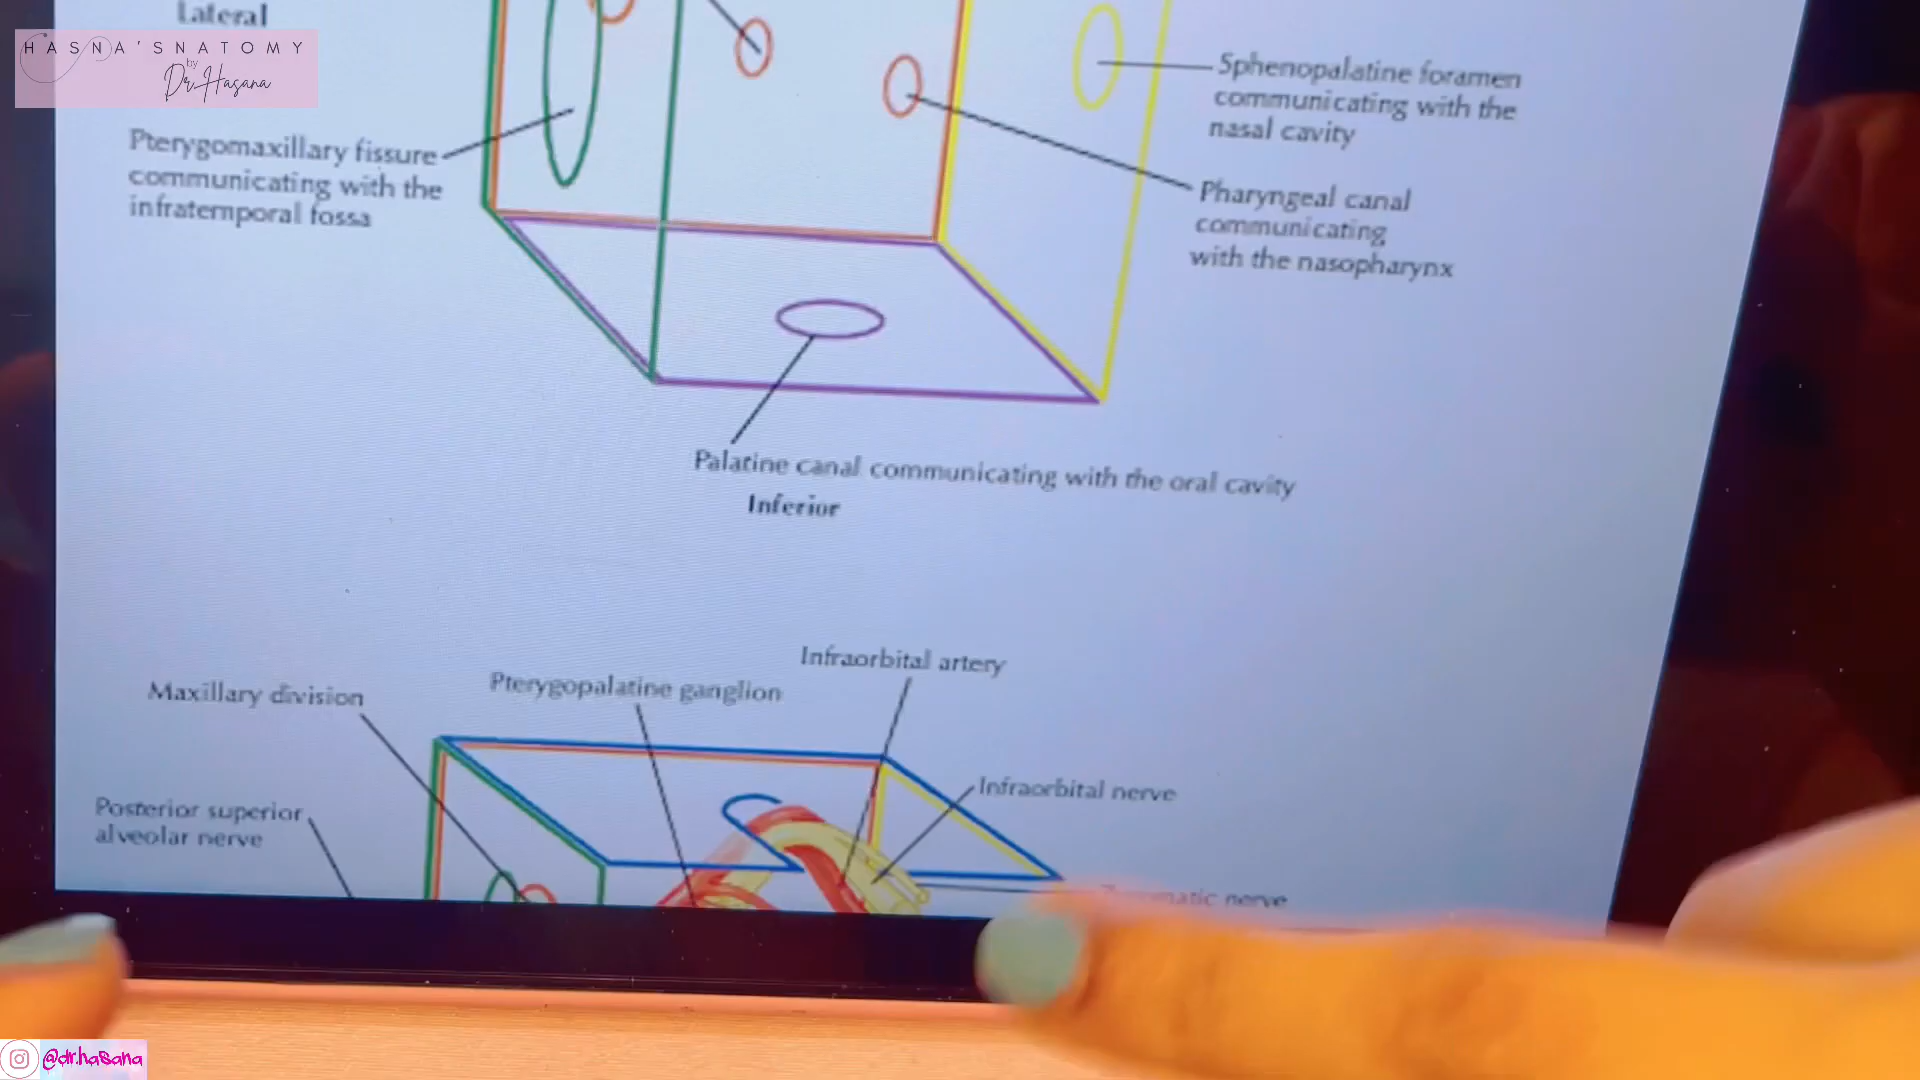 Lateral
HASNA'SNATOMY
by
Dr.Hasana
Sphenopalatine foramen
communicating with the
nasal cavity
Pterygomaxillary fissure
communicating with the
infratemporal fossa
Pharyngeal canal
communicating
with the nasopharynx
Palatine canal communicating with the oral cavity
Inferior
Infraorbital artery
Pterygopalatine ganglion
Maxillary division
Infraorbital nerve
Posterior superior
alveolar nerve
nerve
@dr.hasana